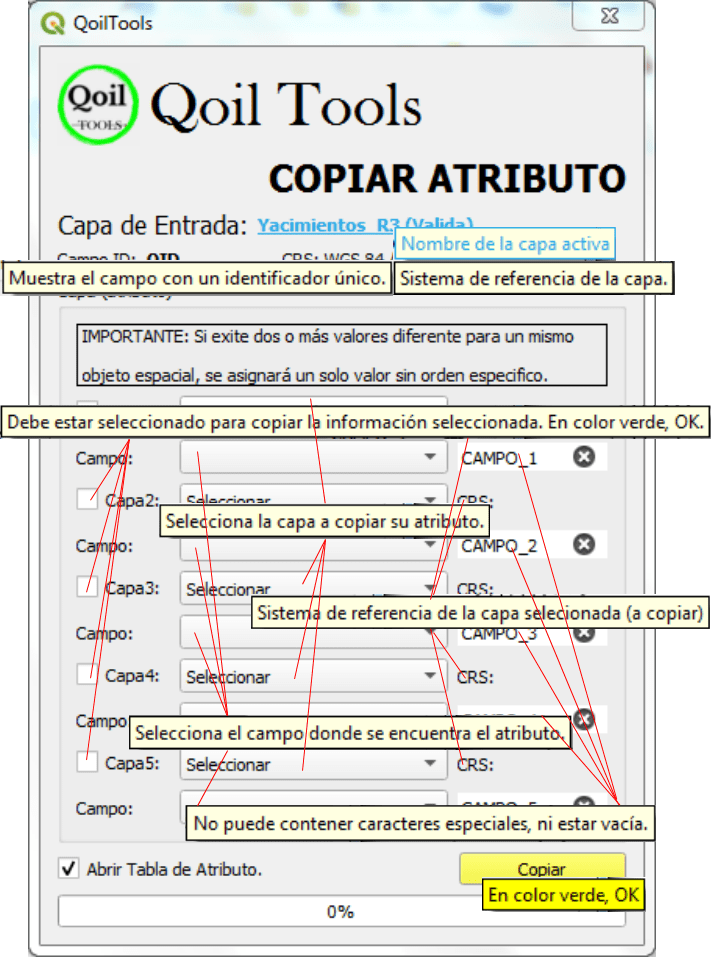 QoilTools
Qoil
TOOLS
Qoil Tools
COPIAR ATRIBUTO
Capa de Entrada: Yacimientos_R3 (Valida)
Nombre de la capa activa
Campo ID: OID CRS: WGS 84
Muestra el campo con un identificador único. Sistema de referencia de la capa.
IMPORTANTE: Si exite dos o más valores diferente para un mismo
objeto espacial, se asignará un solo valor sin orden especifico.
Debe estar seleccionado para copiar la información seleccionada. En color verde, OK.
Campo: CAMPO_1
Capa2: Seleccionar CRS:
Selecciona la capa a copiar su atributo.
Campo: CAMPO_2
Capa3: Seleccionar CRS:
Sistema de referencia de la capa selecionada (a copiar)
Campo: CAMPO_3
Capa4: Seleccionar CRS:
Campo
Selecciona el campo donde se encuentra el atributo.
Capa5: Seleccionar CRS:
Campo: CAMPO_5
No puede contener caracteres especiales, ni estar vacía.
Abrir Tabla de Atributo. Copiar
En color verde, OK
0%